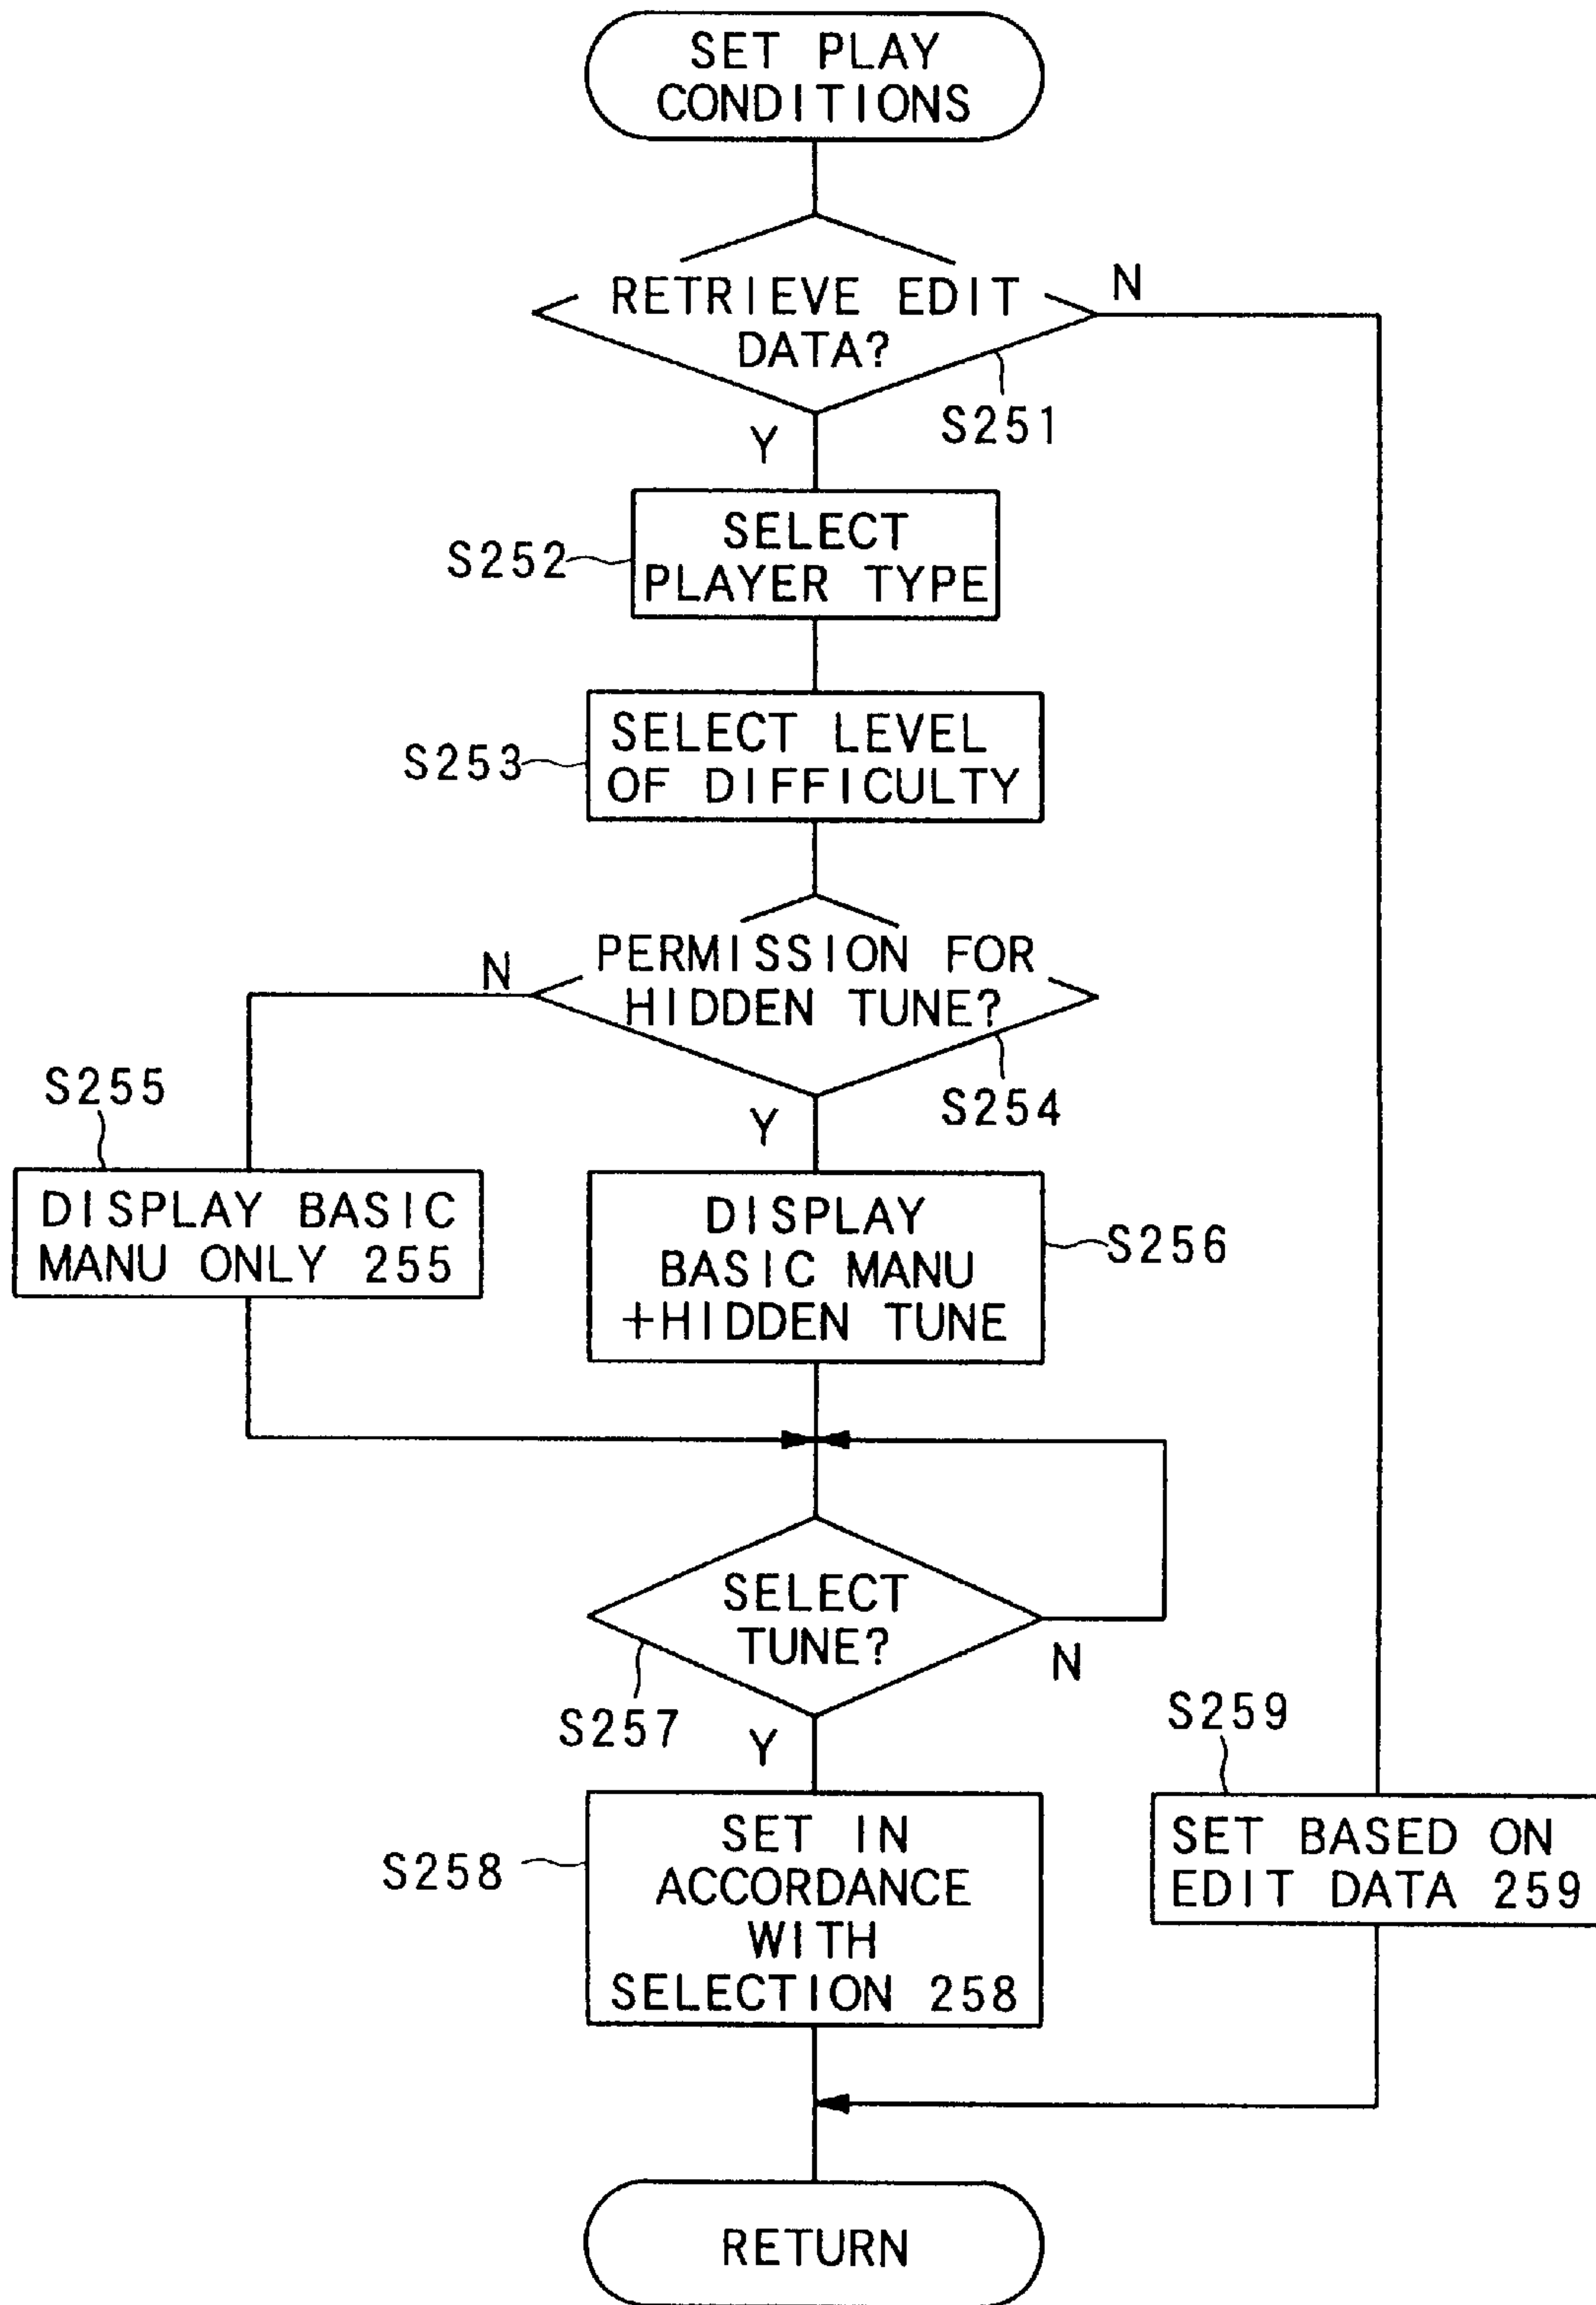 SET PLAY
CONDITIONS
RETRIEVE EDIT
DATA?
N
S251
Y
SELECT
PLAYER TYPE
S252
SELECT LEVEL
OF DIFFICULTY
S253
PERMISSION FOR
HIDDEN TUNE?
N
S254
Y
S255
DISPLAY BASIC
MANU ONLY 255
DISPLAY
BASIC MANU
+HIDDEN TUNE
S256
SELECT
TUNE?
N
S257
Y
S259
SET IN
ACCORDANCE
WITH
SELECTION 258
S258
SET BASED ON
EDIT DATA 259
RETURN